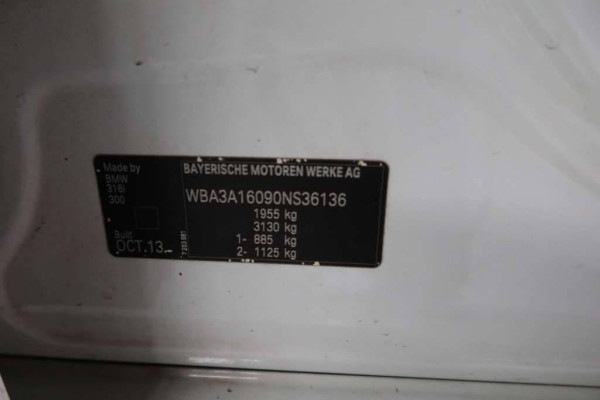 Made by
BMW
316i
300
Built
OCT.13
BAYERISCHE MOTOREN WERKE AG
WBA3A16090NS36136
1955 kg
3130 kg
1- 885 kg
2- 1125 kg